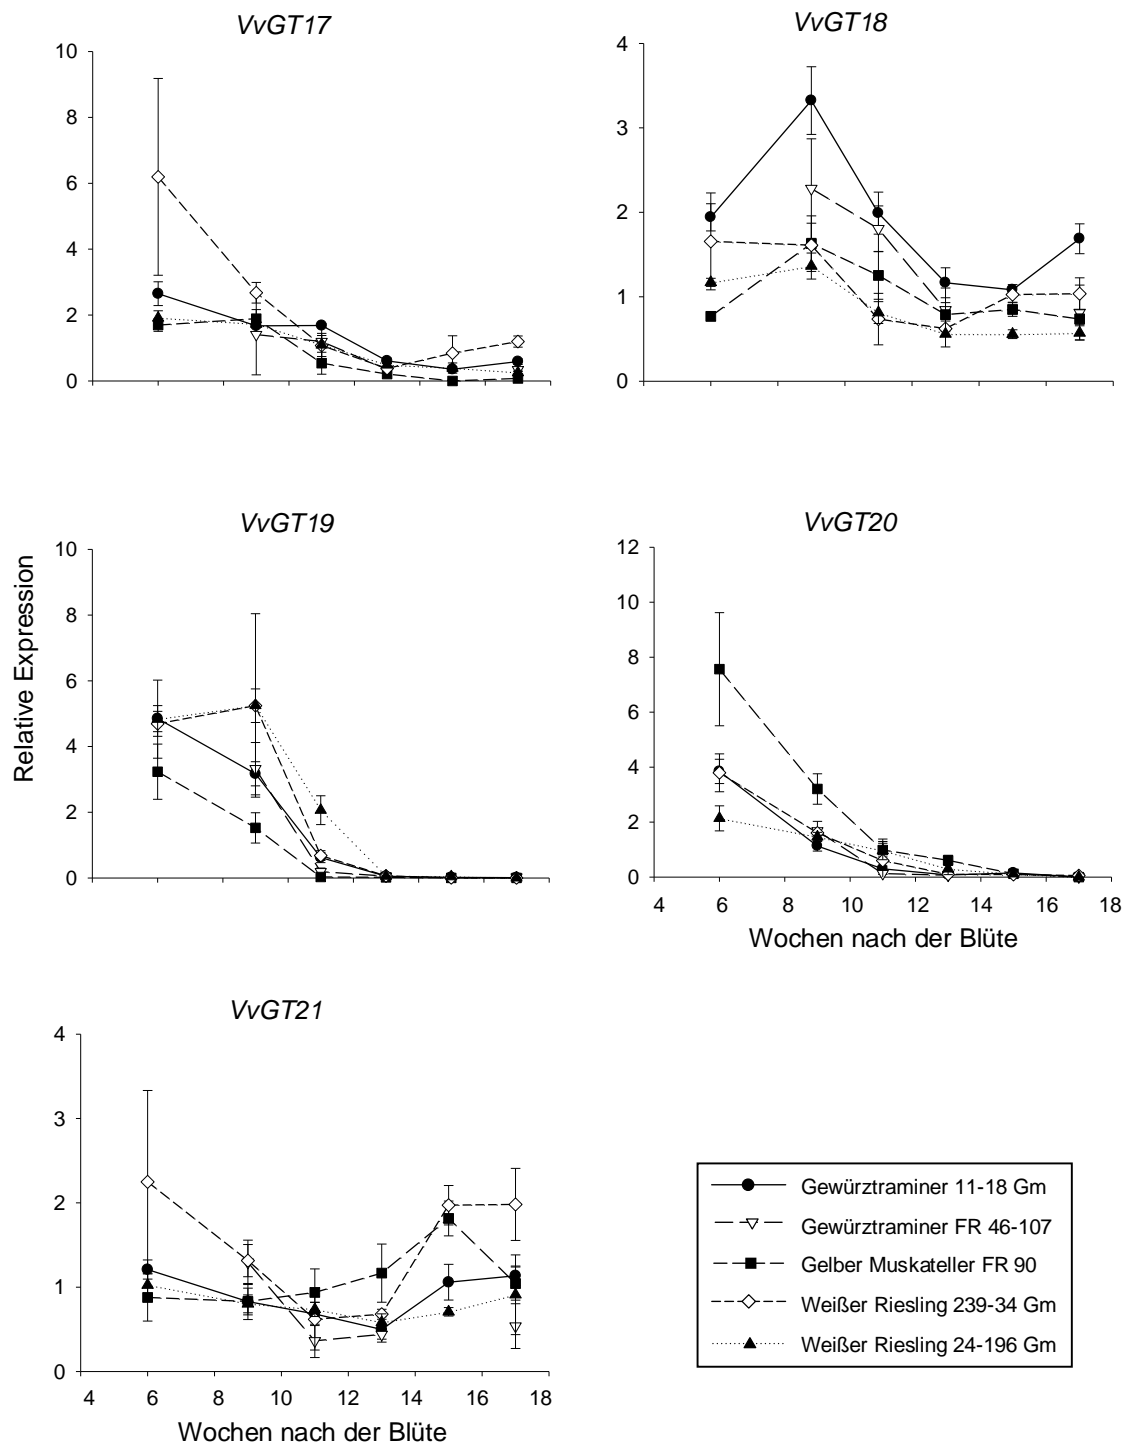 VvGT17
10
8
6
4
2
0
VvGT18
4
3
2
1
0
Relative Expression
VvGT19
10
8
6
4
2
0
VvGT20
12
10
8
6
4
2
0
4 6 8 10 12 14 16 18
Wochen nach der Blüte
VvGT21
4
3
2
1
0
4 6 8 10 12 14 16 18
Wochen nach der Blüte
Gewürztraminer 11-18 Gm
Gewürztraminer FR 46-107
Gelber Muskateller FR 90
Weißer Riesling 239-34 Gm
Weißer Riesling 24-196 Gm